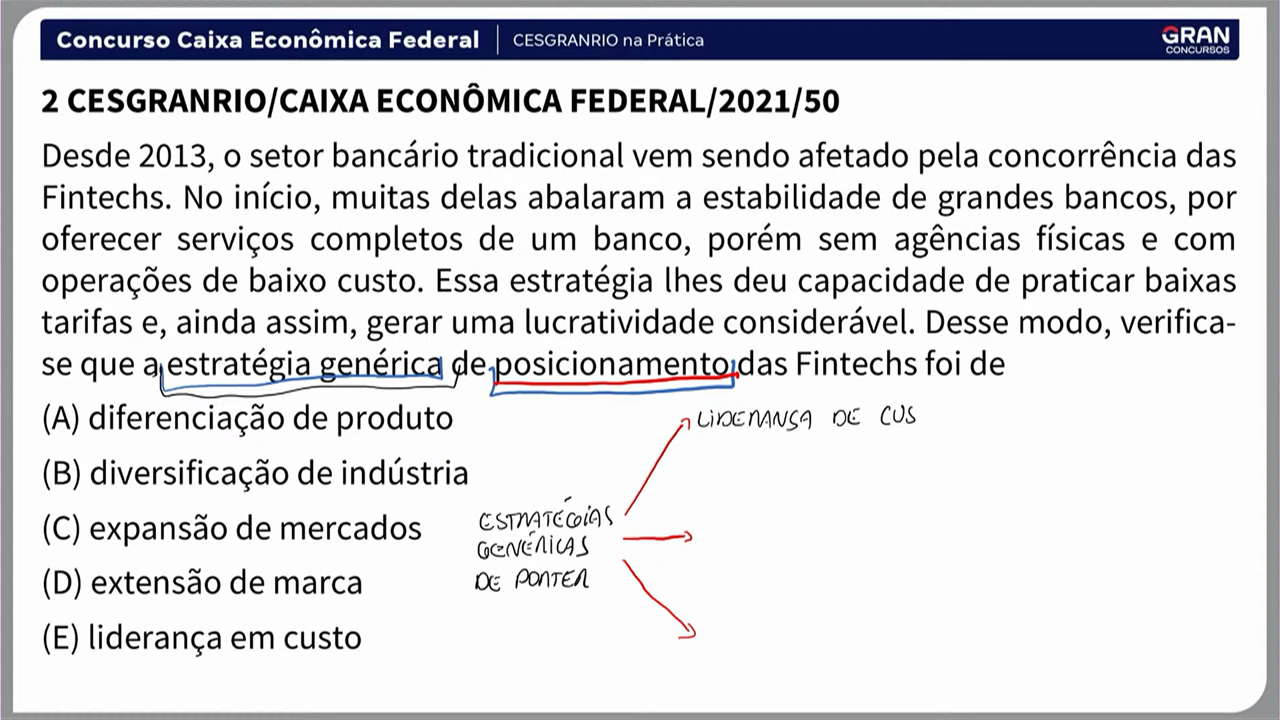 Concurso Caixa Econômica Federal
CESGRANRIO na Prática
GRAN
CONCURSOS
2 CESGRANRIO/CAIXA ECONÔMICA FEDERAL/2021/50
Desde 2013, o setor bancário tradicional vem sendo afetado pela concorrência das
Fintechs. No início, muitas delas abalaram a estabilidade de grandes bancos, por
oferecer serviços completos de um banco, porém sem agências físicas e com
operações de baixo custo. Essa estratégia lhes deu capacidade de praticar baixas
tarifas e, ainda assim, gerar uma lucratividade considerável. Desse modo, verifica-
se que a estratégia genérica de posicionamento das Fintechs foi de
(A) diferenciação de produto
LIDERANÇA DE CUS
(B) diversificação de indústria
(C) expansão de mercados
ESTRATÉGIAS
GENÉRICAS
DE PORTER
(D) extensão de marca
(E) liderança em custo